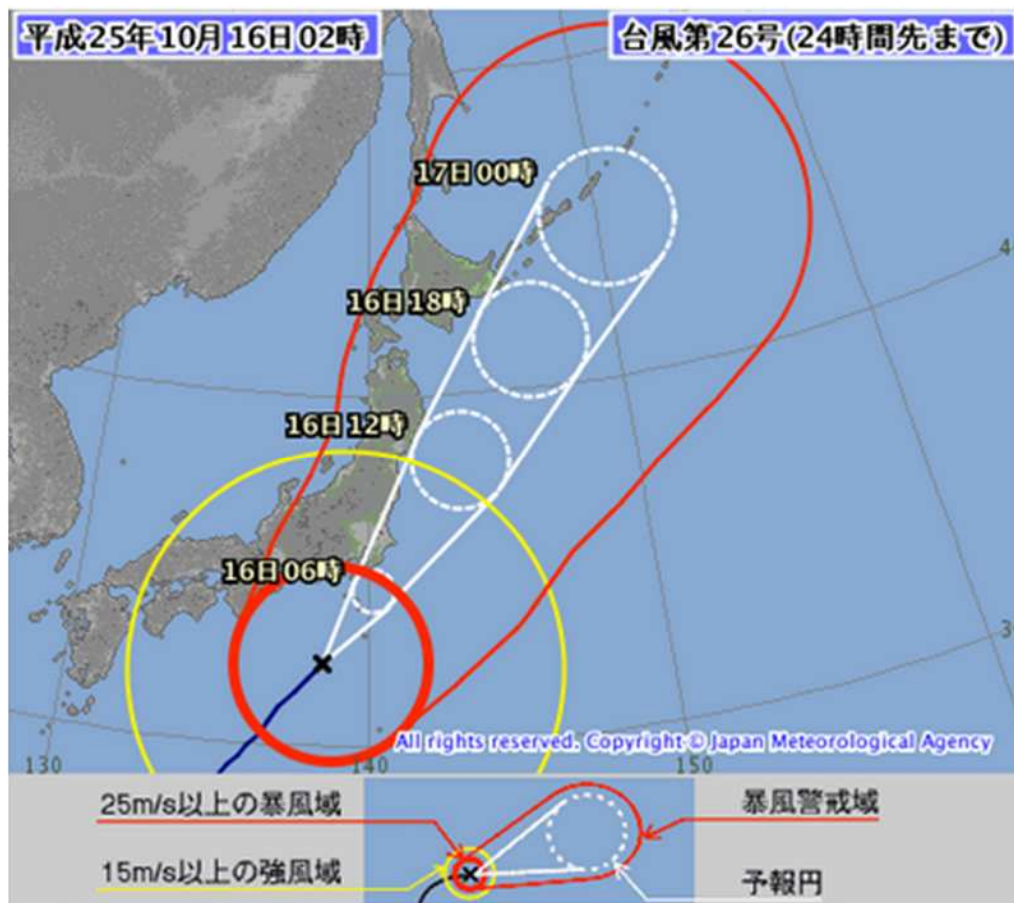 平成25年10月16日02時
台風第26号(24時間先まで)
17日00時
16日18時
16日12時
16日06時
40
30
All rights reserved. Copyright © Japan Meteorological Agency
130
140
150
25m/s以上の暴風域
暴風警戒域
15m/s以上の強風域
予報円